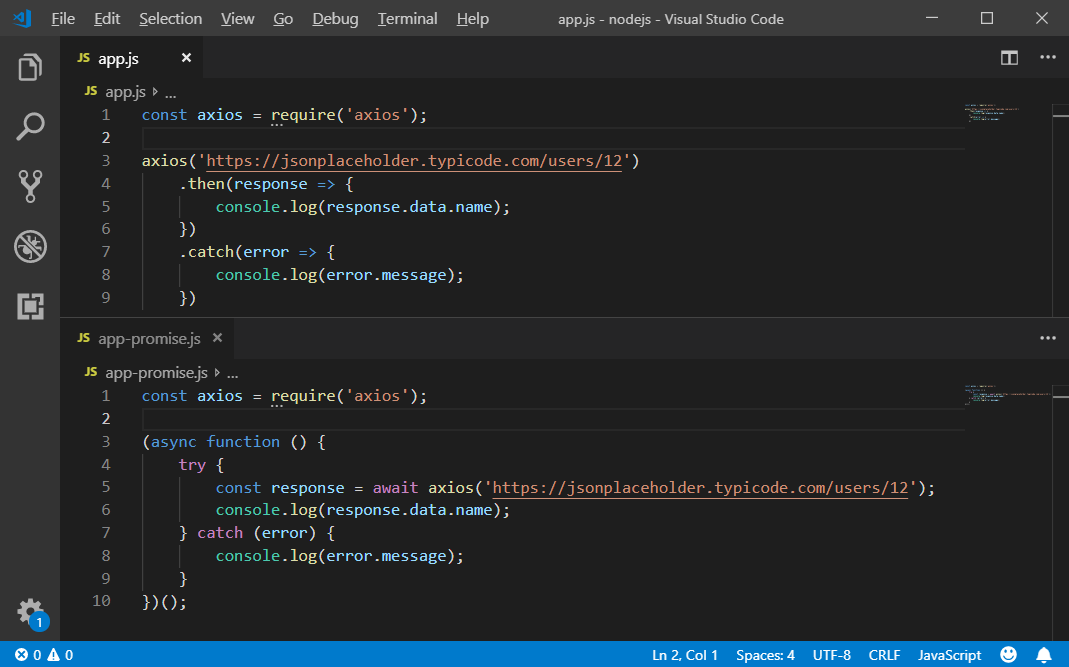 File Edit Selection View Go Debug Terminal Help app.js - nodejs - Visual Studio Code
JS app.js ×
JS app.js ...
1 const axios = require('axios');
2
3 axios('https://jsonplaceholder.typicode.com/users/12')
4 .then(response => {
5 console.log(response.data.name);
6 })
7 .catch(error => {
8 console.log(error.message);
9 })
JS app-promise.js ×
JS app-promise.js ...
1 const axios = require('axios');
2
3 (async function () {
4 try {
5 const response = await axios('https://jsonplaceholder.typicode.com/users/12');
6 console.log(response.data.name);
7 } catch (error) {
8 console.log(error.message);
9 }
10 })();
1
0 0 Ln 2, Col 1 Spaces: 4 UTF-8 CRLF JavaScript